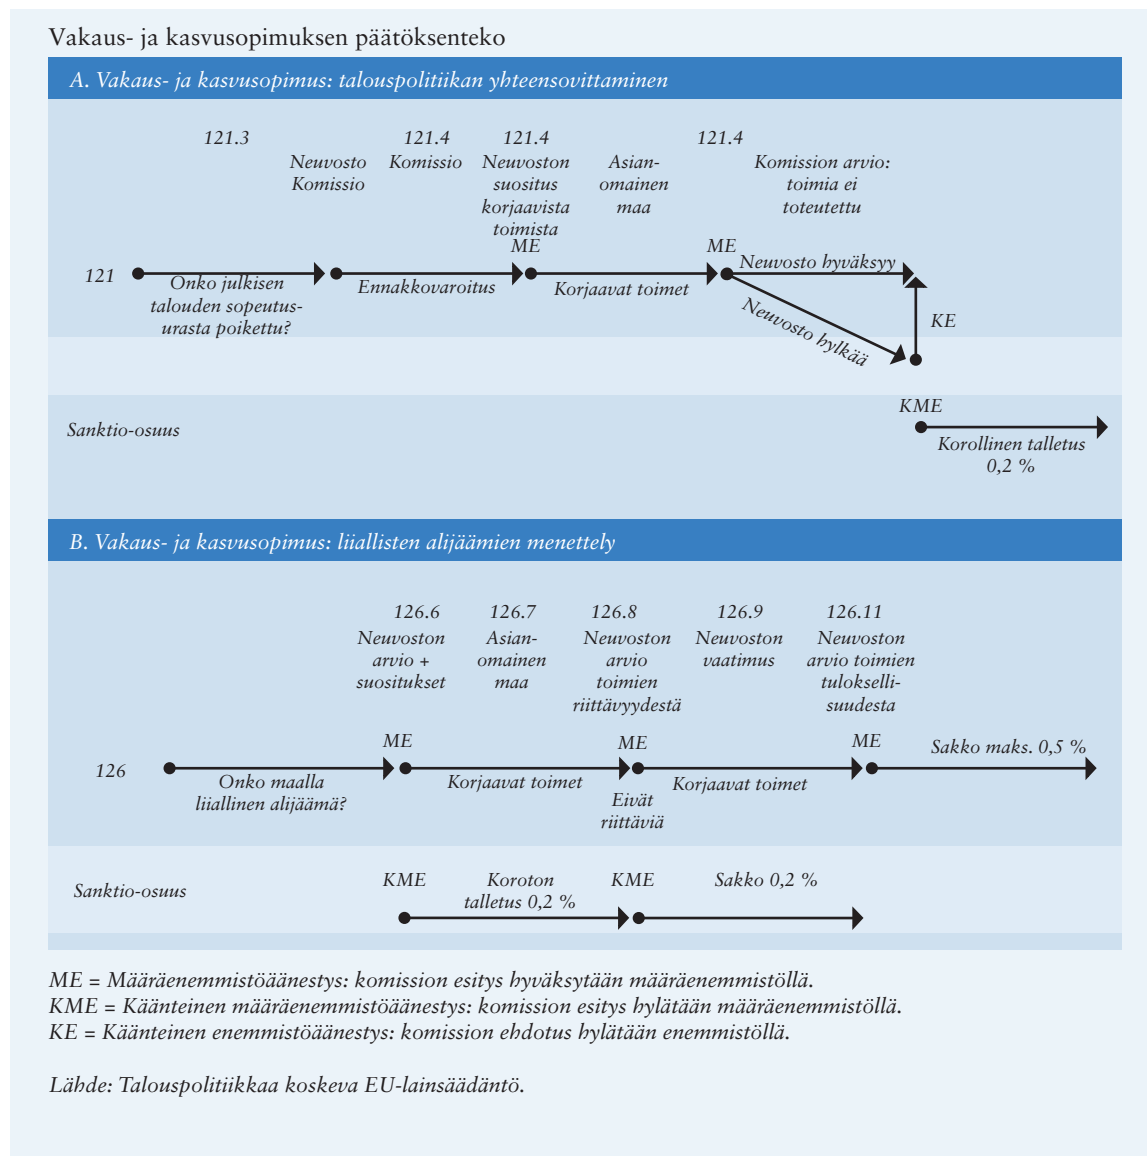 Vakaus- ja kasvusopimuksen päätöksenteko
A. Vakaus- ja kasvusopimus: talouspolitiikan yhteensovittaminen
121.3
121.4
121.4
121.4
Neuvosto
Komissio
Komissio
Neuvoston
suositus
korjaavista
toimista
Asian-
omainen
maa
Komission arvio:
toimia ei
toteutettu
ME
ME
121
Onko julkisen
talouden sopeutus-
urasta poikettu?
Ennakkovaroitus
Korjaavat toimet
Neuvosto hyväksyy
Neuvosto hylkää
KE
KME
Sanktio-osuus
Korollinen talletus
0,2 %
B. Vakaus- ja kasvusopimus: liiallisten alijäämien menettely
126.6
Neuvoston
arvio +
suositukset
126.7
Asian-
omainen
maa
126.8
Neuvoston
arvio
toimien
riittävyydestä
126.9
Neuvoston
vaatimus
126.11
Neuvoston
arvio toimien
tulokselli-
suudesta
ME
ME
ME
Sakko maks. 0,5 %
126
Onko maalla
liiallinen alijäämä?
Korjaavat toimet
Eivät
riittäviä
Korjaavat toimet
Sanktio-osuus
KME
Koroton
talletus 0,2 %
KME
Sakko 0,2 %
ME = Määräenemmistöäänestys: komission esitys hyväksytään määräenemmistöllä.
KME = Käänteinen määräenemmistöäänestys: komission esitys hylätään määräenemmistöllä.
KE = Käänteinen enemmistöäänestys: komission ehdotus hylätään enemmistöllä.
Lähde: Talouspolitiikkaa koskeva EU-lainsäädäntö.